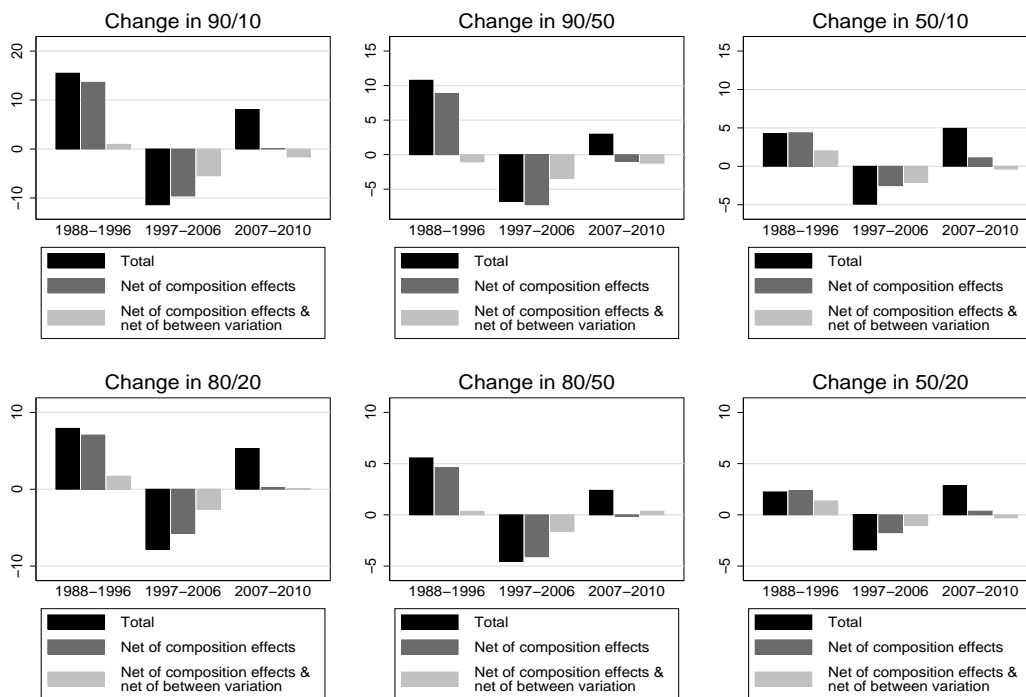 Change in 90/10
20
10
0
−10
1988−1996 1997−2006 2007−2010
Total
Net of composition effects
Net of composition effects &
net of between variation
Change in 90/50
15
10
5
0
−5
1988−1996 1997−2006 2007−2010
Total
Net of composition effects
Net of composition effects &
net of between variation
Change in 50/10
15
10
5
0
−5
1988−1996 1997−2006 2007−2010
Total
Net of composition effects
Net of composition effects &
net of between variation
Change in 80/20
10
0
−10
1988−1996 1997−2006 2007−2010
Total
Net of composition effects
Net of composition effects &
net of between variation
Change in 80/50
10
5
0
−5
1988−1996 1997−2006 2007−2010
Total
Net of composition effects
Net of composition effects &
net of between variation
Change in 50/20
10
5
0
−5
1988−1996 1997−2006 2007−2010
Total
Net of composition effects
Net of composition effects &
net of between variation